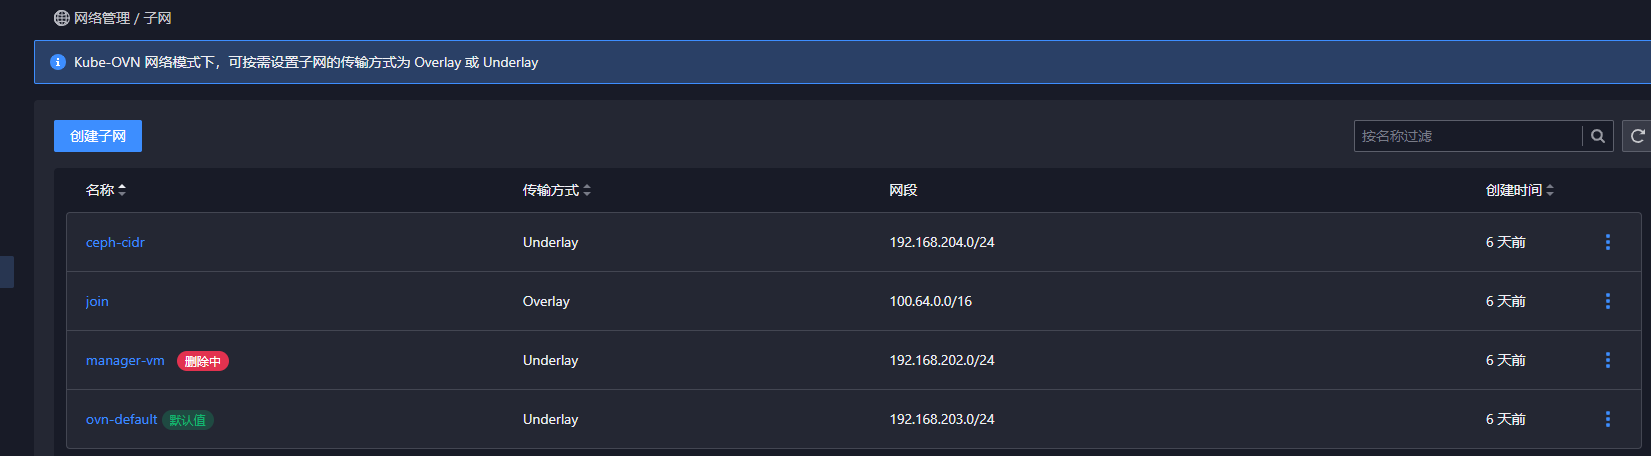 网络管理 / 子网
Kube-OVN 网络模式下，可按需设置子网的传输方式为 Overlay 或 Underlay
创建子网
按名称过滤
名称 传输方式 网段 创建时间
ceph-cidr Underlay 192.168.204.0/24 6 天前
join Overlay 100.64.0.0/16 6 天前
manager-vm 删除中 Underlay 192.168.202.0/24 6 天前
ovn-default 默认值 Underlay 192.168.203.0/24 6 天前